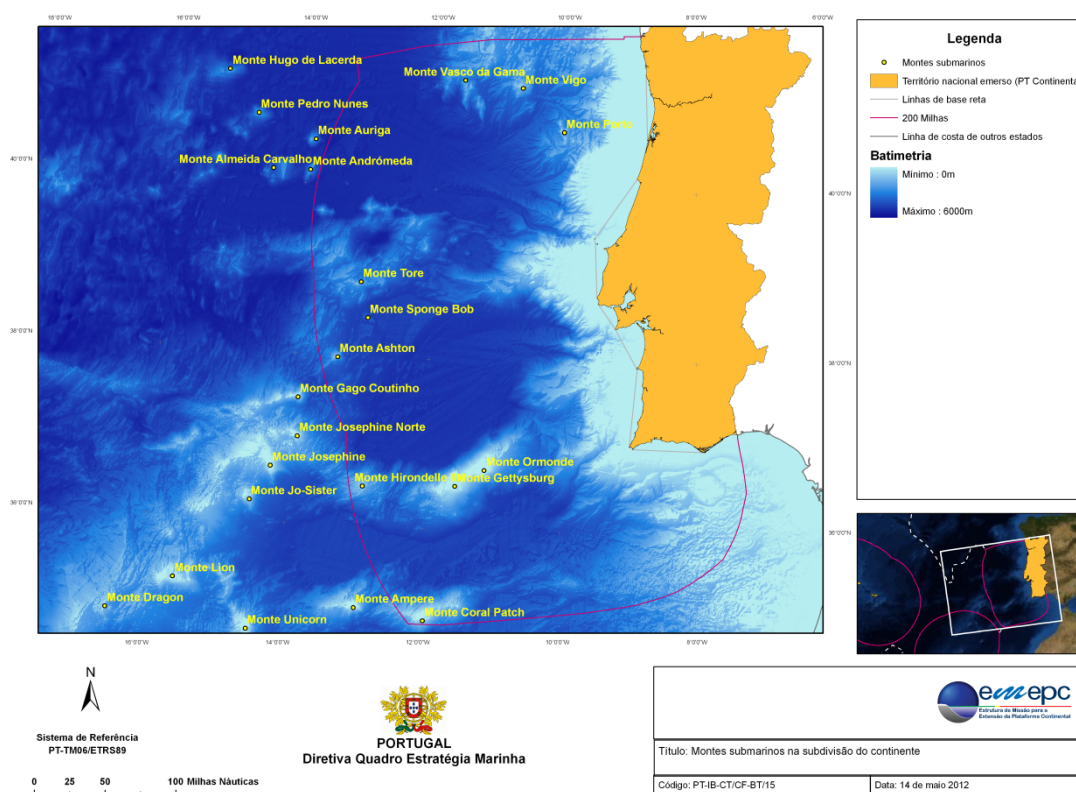 18°0'0"W
16°0'0"W
14°0'0"W
12°0'0"W
10°0'0"W
8°0'0"W
6°0'0"W
Monte Hugo de Lacerda
Monte Vasco da Gama
Monte Vigo
Monte Pedro Nunes
Monte Auriga
Monte Porto
40°0'0"N
Monte Almeida Carvalho
Monte Andrómeda
40°0'0"N
Monte Tore
Monte Sponge Bob
38°0'0"N
Monte Ashton
38°0'0"N
Monte Gago Coutinho
Monte Josephine Norte
Monte Josephine
Monte Ormonde
Monte Hirondelle
Monte Gettysburg
Monte Jo-Sister
36°0'0"N
36°0'0"N
Monte Lion
Monte Dragon
Monte Ampere
Monte Coral Patch
Monte Unicorn
16°0'0"W
14°0'0"W
12°0'0"W
10°0'0"W
8°0'0"W
Legenda
Montes submarinos
Território nacional emerso (PT Continenta
Linhas de base reta
200 Milhas
Linha de costa de outros estados
Batimetria
Mínimo : 0m
Máximo : 6000m
N
Sistema de Referência
PT-TM06/ETRS89
0 25 50 100 Milhas Náuticas
PORTUGAL
Diretiva Quadro Estratégia Marinha
emepc
Estrutura de Missão para a
Extensão da Plataforma Continental
Título: Montes submarinos na subdivisão do continente
Código: PT-IB-CT/CF-BT/15
Data: 14 de maio 2012